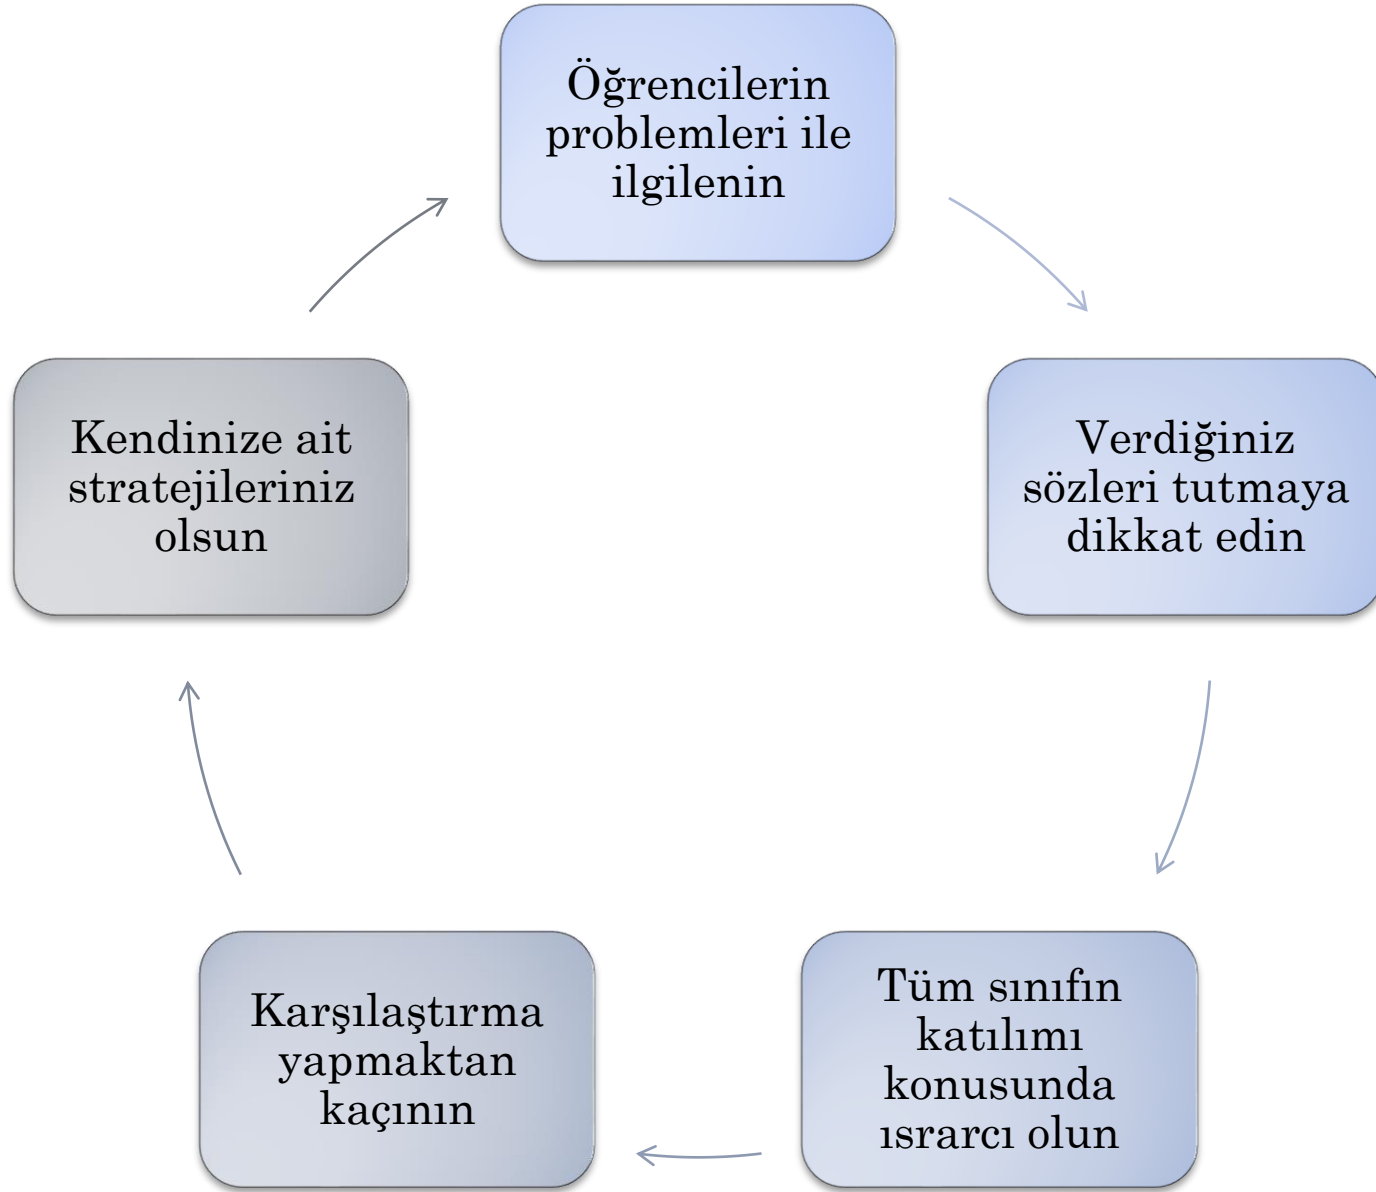 Öğrencilerin
problemleri ile
ilgilenin
Verdiğiniz
sözleri tutmaya
dikkat edin
Tüm sınıfın
katılımı
konusunda
ısrarcı olun
Karşılaştırma
yapmaktan
kaçının
Kendinize ait
stratejileriniz
olsun